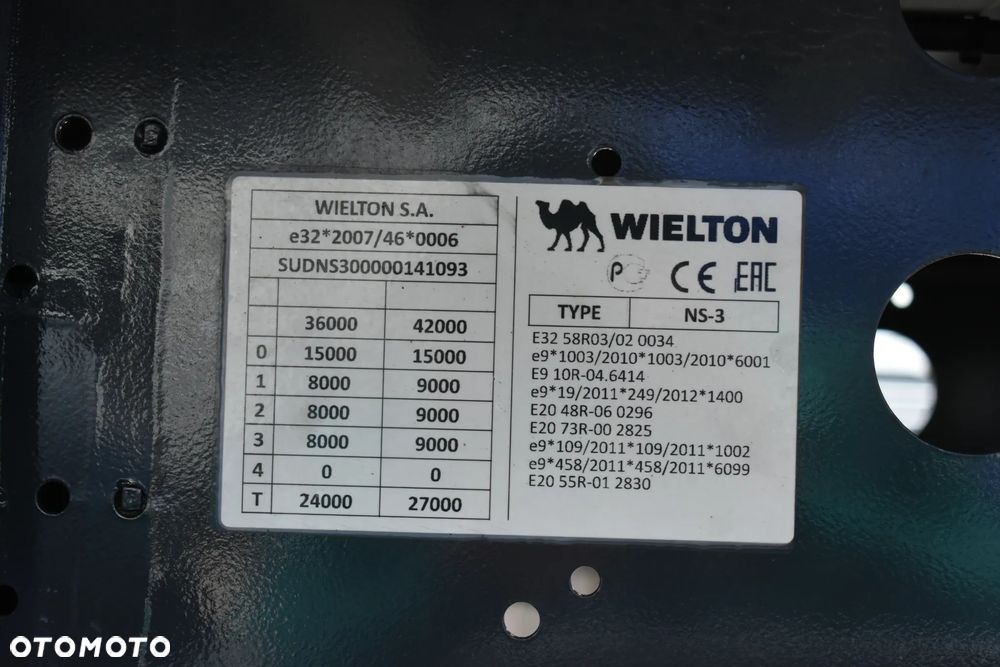 WIELTON S.A.
e32*2007/46*0006
SUDNS300000141093
36000 42000
0 15000 15000
1 8000 9000
2 8000 9000
3 8000 9000
4 0 0
T 24000 27000
WIELTON
P CE EAC
TYPE NS-3
E32 58R03/02 0034
e9*1003/2010*1003/2010*6001
E9 10R-04.6414
e9*19/2011*249/2012*1400
E20 48R-06 0296
E20 73R-00 2825
e9*109/2011*109/2011*1002
e9*458/2011*458/2011*6099
E20 55R-01 2830
OTOMOTO